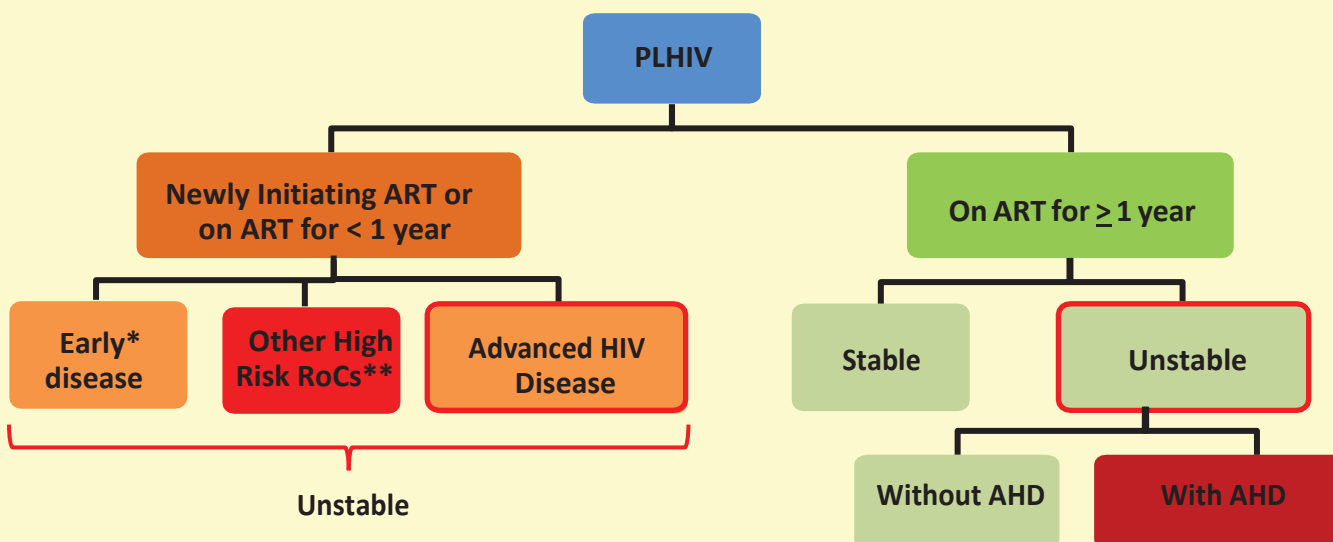 PLHIV
Newly Initiating ART or
on ART for < 1 year
On ART for ≥ 1 year
Early*
disease
Other High
Risk RoCs**
Advanced HIV
Disease
Stable
Unstable
Unstable
Without AHD
With AHD